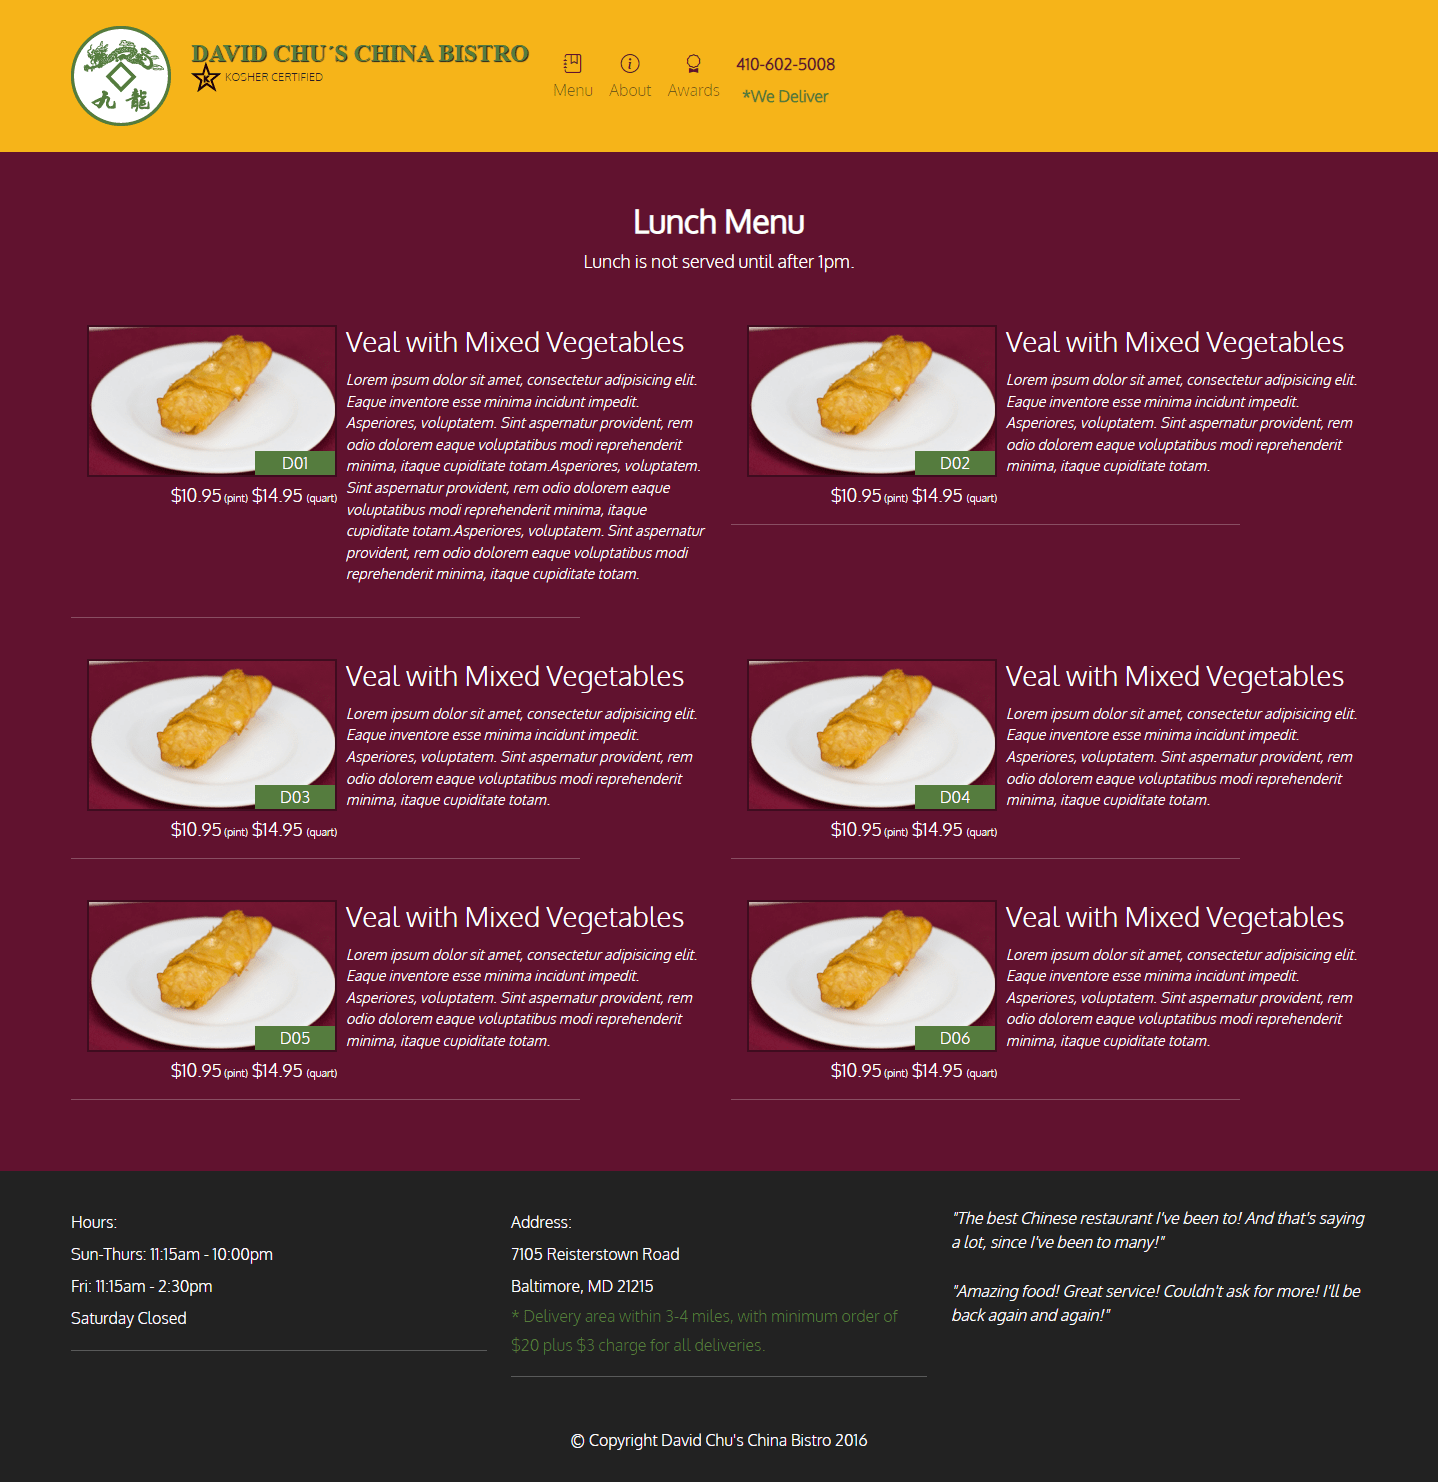 九 龍
DAVID CHU'S CHINA BISTRO
K KOSHER CERTIFIED
Menu
About
Awards
410-602-5008
*We Deliver
Lunch Menu
Lunch is not served until after 1pm.
Veal with Mixed Vegetables
Lorem ipsum dolor sit amet, consectetur adipisicing elit.
Eaque inventore esse minima incidunt impedit.
Asperiores, voluptatem. Sint aspernatur provident, rem
odio dolorem eaque voluptatibus modi reprehenderit
minima, itaque cupiditate totam.Asperiores, voluptatem.
Sint aspernatur provident, rem odio dolorem eaque
voluptatibus modi reprehenderit minima, itaque
cupiditate totam.Asperiores, voluptatem. Sint aspernatur
provident, rem odio dolorem eaque voluptatibus modi
reprehenderit minima, itaque cupiditate totam.
D01
$10.95 (pint) $14.95 (quart)
Veal with Mixed Vegetables
Lorem ipsum dolor sit amet, consectetur adipisicing elit.
Eaque inventore esse minima incidunt impedit.
Asperiores, voluptatem. Sint aspernatur provident, rem
odio dolorem eaque voluptatibus modi reprehenderit
minima, itaque cupiditate totam.
D02
$10.95 (pint) $14.95 (quart)
Veal with Mixed Vegetables
Lorem ipsum dolor sit amet, consectetur adipisicing elit.
Eaque inventore esse minima incidunt impedit.
Asperiores, voluptatem. Sint aspernatur provident, rem
odio dolorem eaque voluptatibus modi reprehenderit
minima, itaque cupiditate totam.
D03
$10.95 (pint) $14.95 (quart)
Veal with Mixed Vegetables
Lorem ipsum dolor sit amet, consectetur adipisicing elit.
Eaque inventore esse minima incidunt impedit.
Asperiores, voluptatem. Sint aspernatur provident, rem
odio dolorem eaque voluptatibus modi reprehenderit
minima, itaque cupiditate totam.
D04
$10.95 (pint) $14.95 (quart)
Veal with Mixed Vegetables
Lorem ipsum dolor sit amet, consectetur adipisicing elit.
Eaque inventore esse minima incidunt impedit.
Asperiores, voluptatem. Sint aspernatur provident, rem
odio dolorem eaque voluptatibus modi reprehenderit
minima, itaque cupiditate totam.
D05
$10.95 (pint) $14.95 (quart)
Veal with Mixed Vegetables
Lorem ipsum dolor sit amet, consectetur adipisicing elit.
Eaque inventore esse minima incidunt impedit.
Asperiores, voluptatem. Sint aspernatur provident, rem
odio dolorem eaque voluptatibus modi reprehenderit
minima, itaque cupiditate totam.
D06
$10.95 (pint) $14.95 (quart)
Hours:
Sun-Thurs: 11:15am - 10:00pm
Fri: 11:15am - 2:30pm
Saturday Closed
Address:
7105 Reisterstown Road
Baltimore, MD 21215
* Delivery area within 3-4 miles, with minimum order of
$20 plus $3 charge for all deliveries.
"The best Chinese restaurant I've been to! And that's saying
a lot, since I've been to many!"
"Amazing food! Great service! Couldn't ask for more! I'll be
back again and again!"
© Copyright David Chu's China Bistro 2016